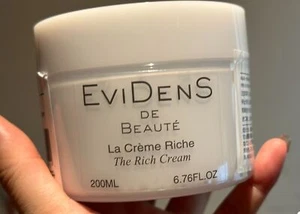 EviDenS
DE
BEAUTÉ
La Crème Riche
The Rich Cream
200ML 6.76FL.OZ